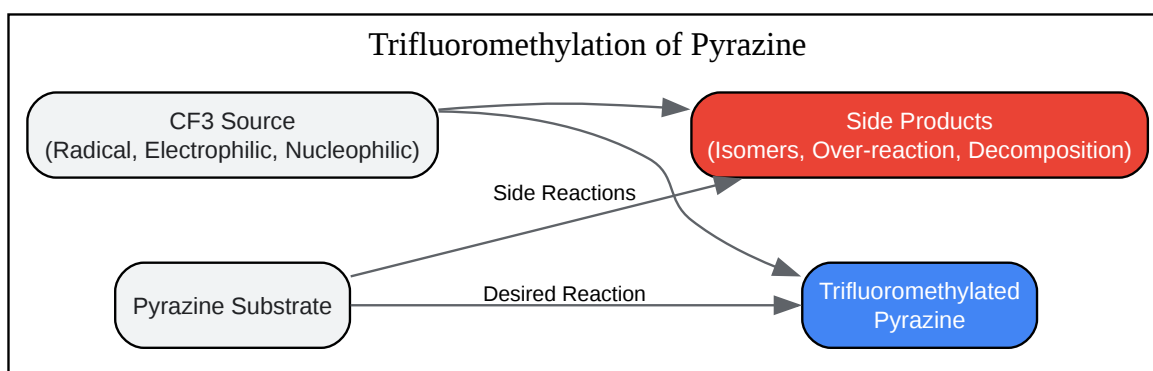 Trifluoromethylation of Pyrazine
CF3 Source
(Radical, Electrophilic, Nucleophilic)
Side Products
(Isomers, Over-reaction, Decomposition)
Side Reactions
Pyrazine Substrate
Desired Reaction
Trifluoromethylated
Pyrazine